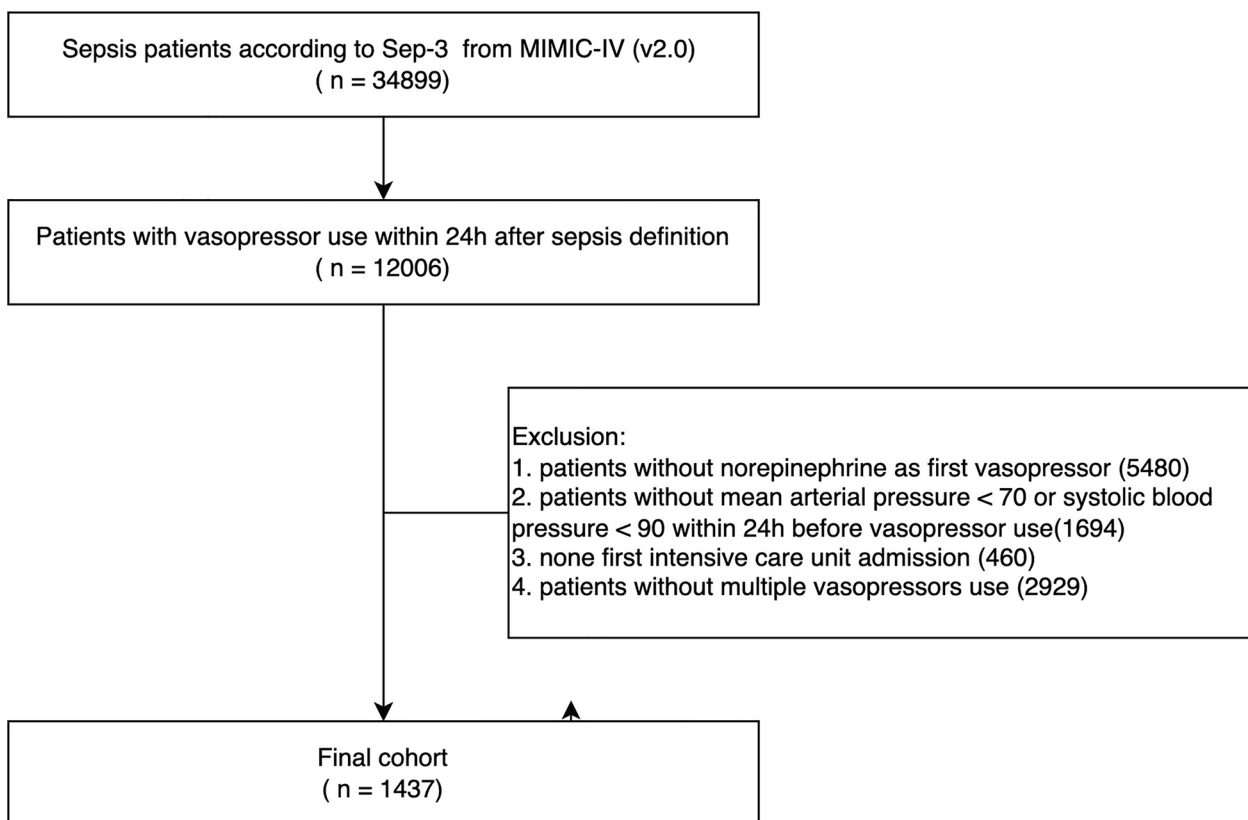 Sepsis patients according to Sep-3 from MIMIC-IV (v2.0)
( n = 34899)
Patients with vasopressor use within 24h after sepsis definition
( n = 12006)
Exclusion:
1. patients without norepinephrine as first vasopressor (5480)
2. patients without mean arterial pressure < 70 or systolic blood
pressure < 90 within 24h before vasopressor use(1694)
3. none first intensive care unit admission (460)
4. patients without multiple vasopressors use (2929)
Final cohort
( n = 1437)